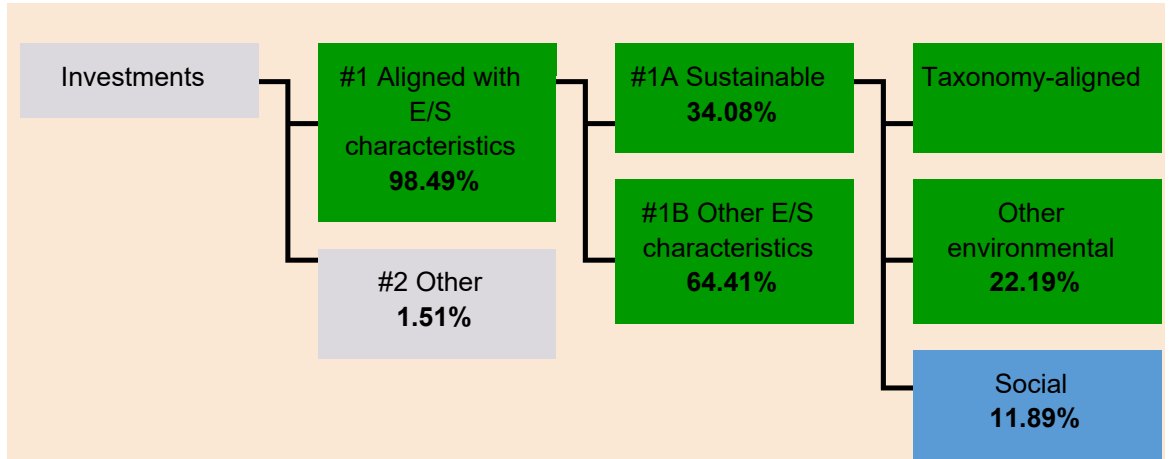 Investments
#1 Aligned with
E/S
characteristics
98.49%
#2 Other
1.51%
#1A Sustainable
34.08%
#1B Other E/S
characteristics
64.41%
Taxonomy-aligned
Other
environmental
22.19%
Social
11.89%